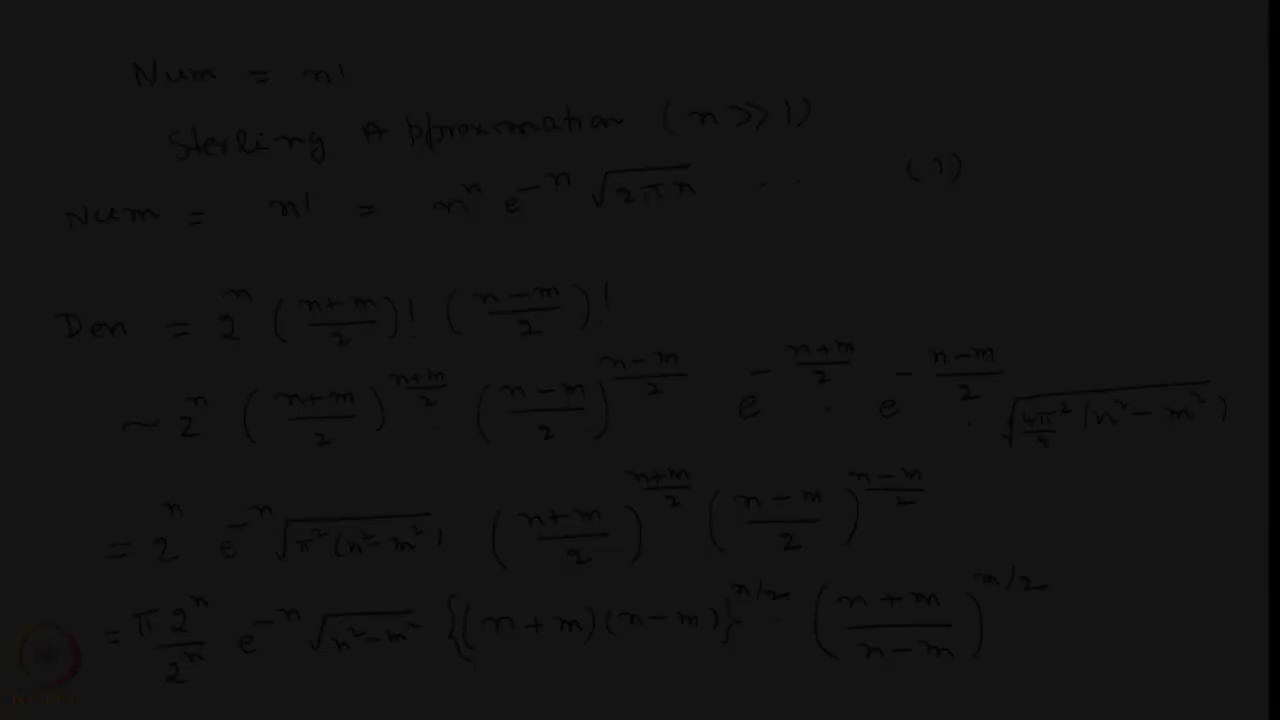 Num = n!
Sterling Approximation (n >> 1)
Num = n! = n^n e^{-n} √(2πn) . .. (1)
Den = 2^n ((n+m)/2)! ((n-m)/2)!
~ 2^n ((n+m)/2)^{(n+m)/2} ((n-m)/2)^{(n-m)/2} e^{-(n+m)/2} . e^{-(n-m)/2} . √(4π²/4 (n²-m²))
= 2^n e^{-n} √(π²(n²-m²)) ((n+m)/2)^{(n+m)/2} ((n-m)/2)^{(n-m)/2}
= π 2^n/2^n e^{-n} √(n²-m²) {(n+m)(n-m)}^{n/2} . ((n+m)/(n-m))^{m/2}
NPTEL